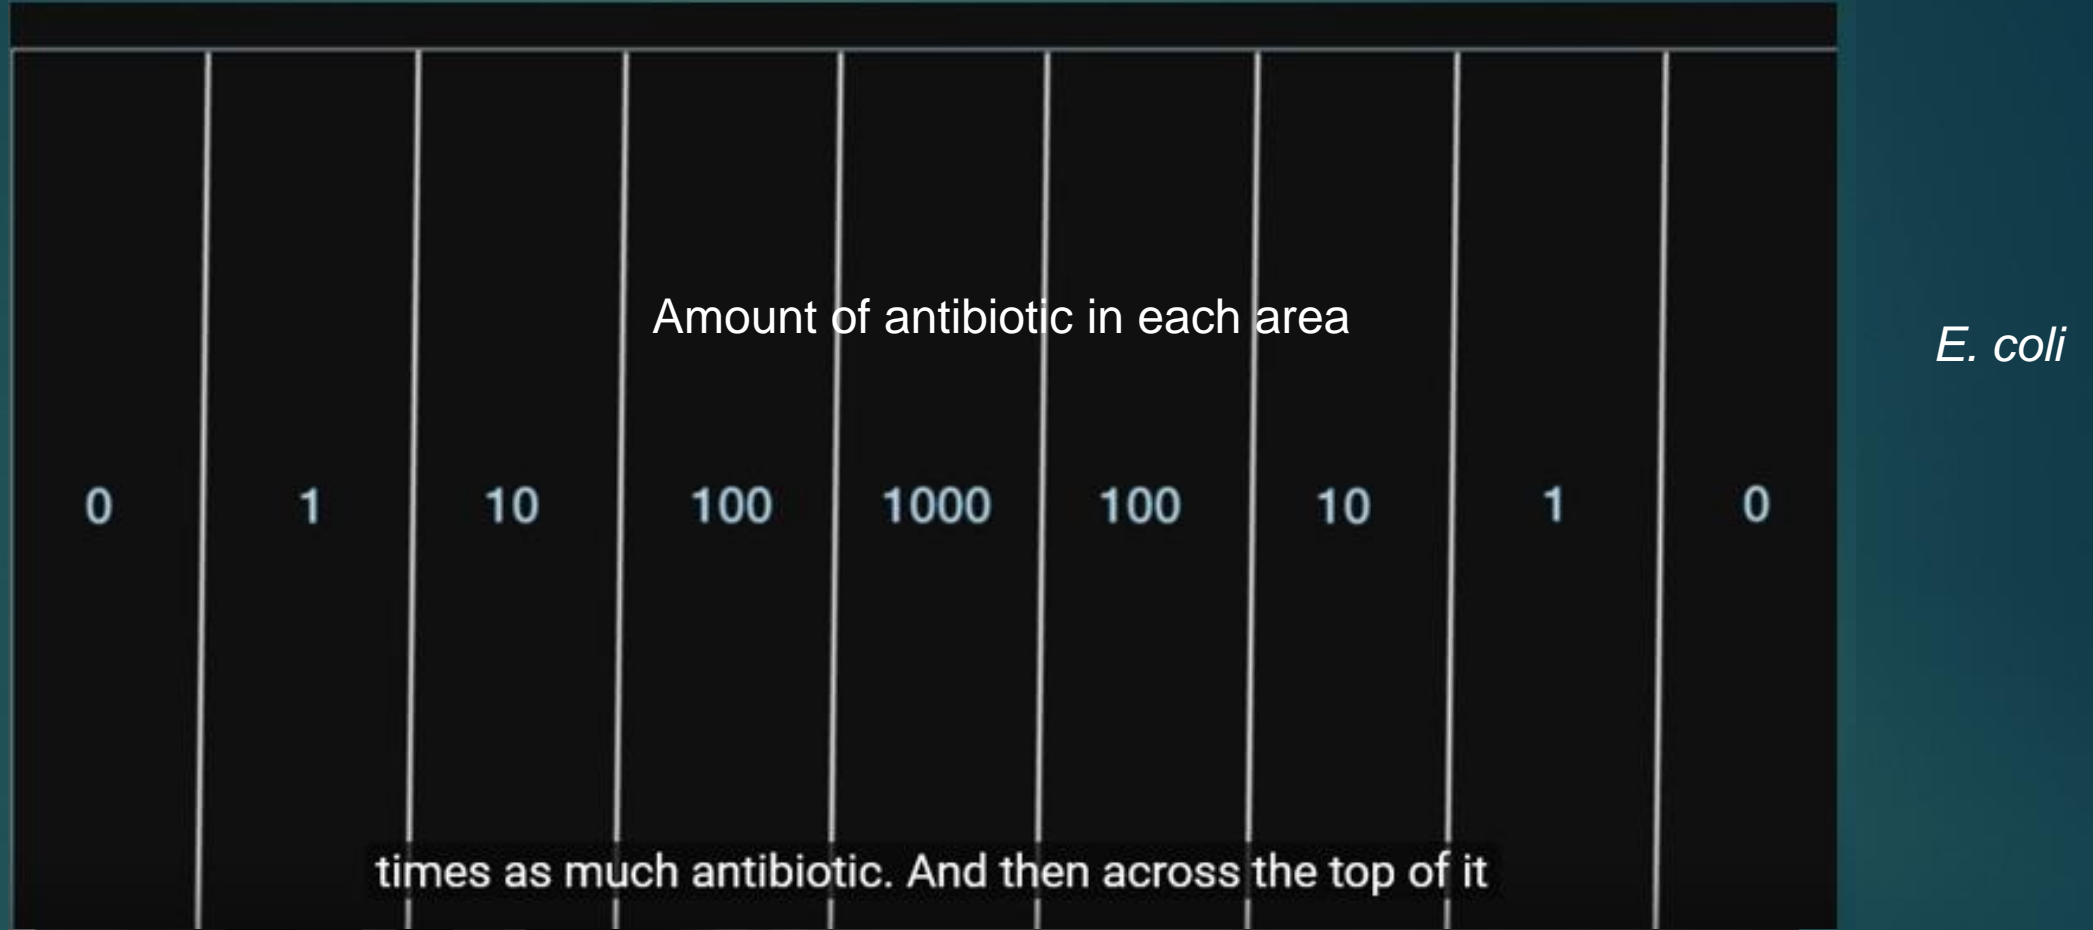 Amount of antibiotic in each area
E. coli
0 1 10 100 1000 100 10 1 0
times as much antibiotic. And then across the top of it